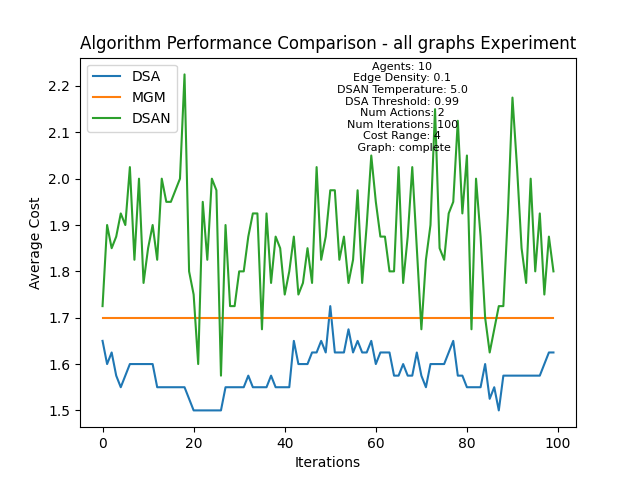 Algorithm Performance Comparison - all graphs Experiment
DSA
MGM
DSAN
Agents: 10
Edge Density: 0.1
DSAN Temperature: 5.0
DSA Threshold: 0.99
Num Actions: 2
Num Iterations: 100
Cost Range: 4
Graph: complete
Average Cost
2.2
2.1
2.0
1.9
1.8
1.7
1.6
1.5
0
20
40
60
80
100
Iterations